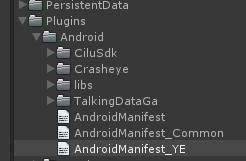 PersistentData
Plugins
Android
CiluSdk
Crasheye
libs
TalkingDataGa
AndroidManifest
AndroidManifest_Common
AndroidManifest_YE